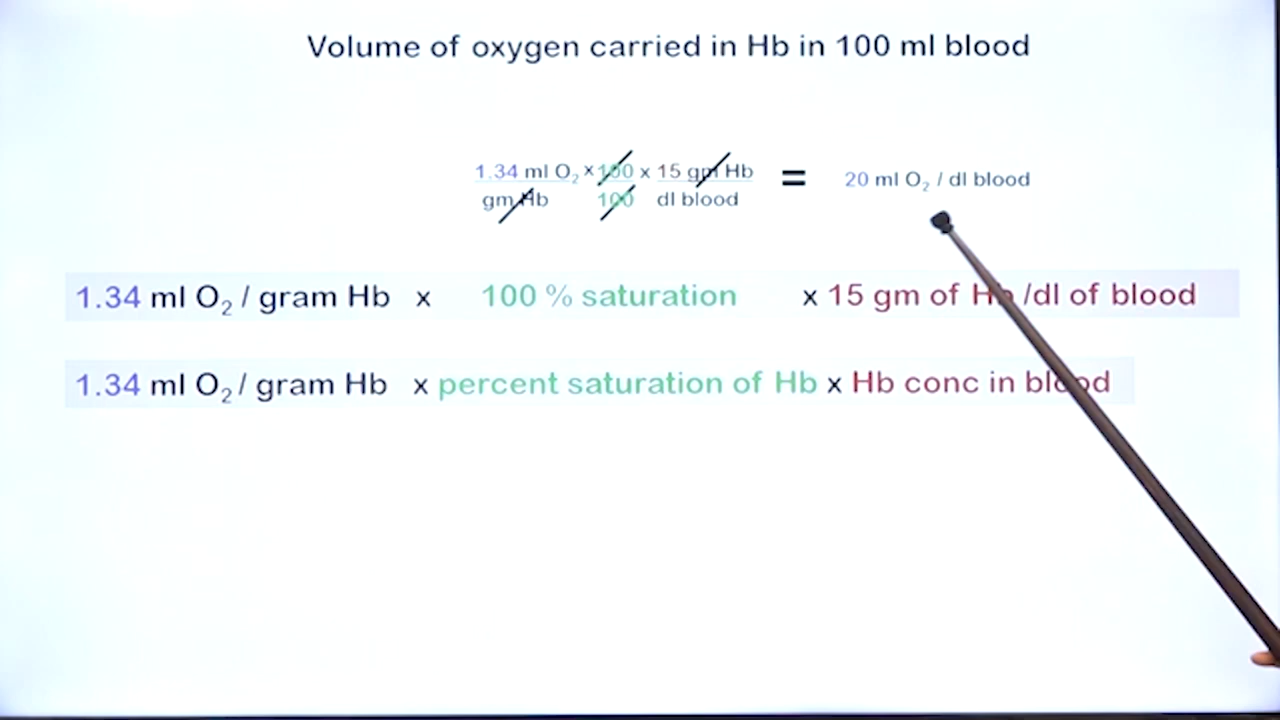 Volume of oxygen carried in Hb in 100 ml blood
1.34 ml O₂ x 100 x 15 gm Hb = 20 ml O₂ / dl blood
gm Hb 100 dl blood
1.34 ml O₂ / gram Hb x 100 % saturation x 15 gm of Hb /dl of blood
1.34 ml O₂ / gram Hb x percent saturation of Hb x Hb conc in blood